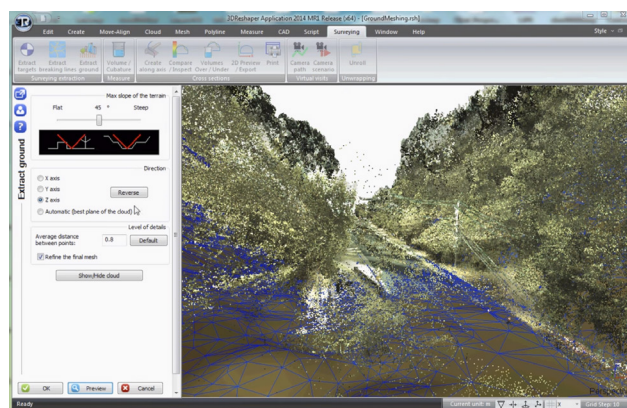 3DReshaper Application 2014 MR1 Release (x64) - [GroundMeshing.rsh]
Edit Create Move-Align Cloud Mesh Polyline Measure CAD Script Surveying Window Help Style
Extract targets Extract breaking lines Extract ground Volume / Cubature Create along axis Compare / Inspect Volumes Over / Under 2D Preview / Export Print Camera path Camera scenario Unroll
Surveying extraction Measure Cross sections Virtual visits Unwrapping
Extract ground
Max slope of the terrain
Flat 45 ° Steep
Direction
X axis
Y axis
Z axis
Reverse
Automatic (best plane of the cloud)
Level of details
Average distance between points: 0.8 Default
Refine the final mesh
Show/Hide cloud
OK Preview Cancel
Ready Current unit: m X Grid Step: 10